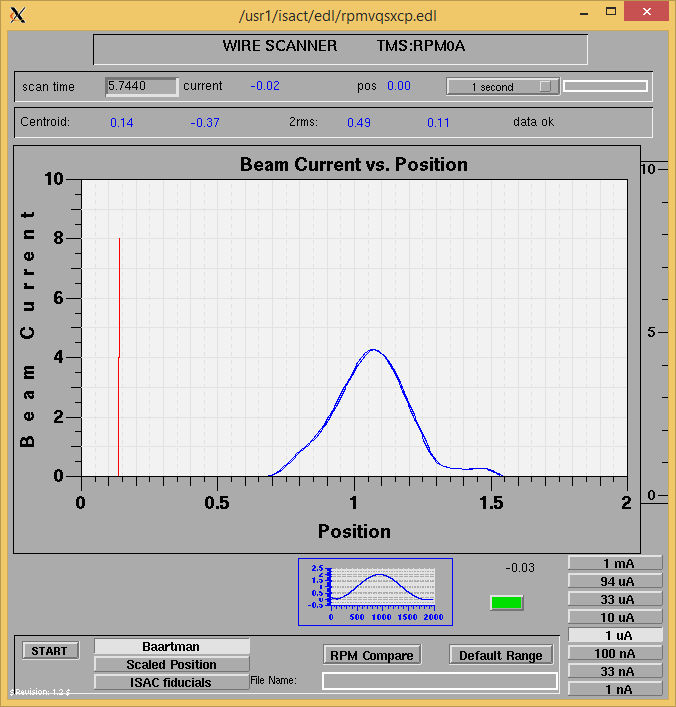 /usr1/isact/edl/rpmvqsxcp.edl
WIRE SCANNER TMS:RPM0A
scan time 5.7440 current -0.02 pos 0.00 1 second
Centroid: 0.14 -0.37 2rms: 0.49 0.11 data ok
Beam Current vs. Position
10
8
6
4
2
0
Beam Current
0 0.5 1 1.5 2
Position
10
5
0
2.5
2.0
1.5
1.0
0.5
0.0
-0.5
0 500 1000 1500 2000
-0.03
1 mA
94 uA
33 uA
10 uA
1 uA
100 nA
33 nA
1 nA
START
Baartman
Scaled Position
ISAC fiducials
RPM Compare
Default Range
File Name:
$Revision: 1.2 $